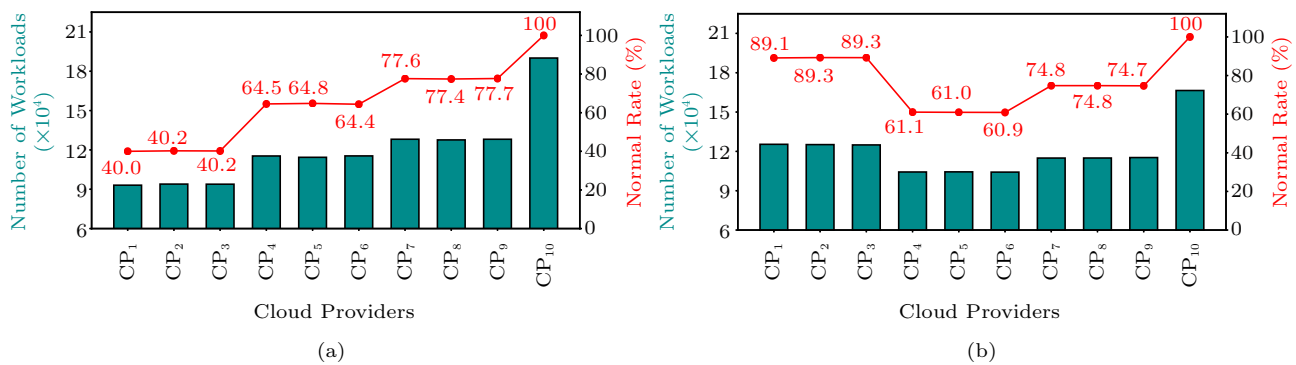 Number of Workloads
(×10⁴)
21
18
15
12
9
6
40.0
40.2
40.2
64.5
64.8
64.4
77.6
77.4
77.7
100
100
80
60
40
20
0
Normal Rate (%)
CP₁
CP₂
CP₃
CP₄
CP₅
CP₆
CP₇
CP₈
CP₉
CP₁₀
Cloud Providers
(a)
Number of Workloads
(×10⁴)
21
18
15
12
9
6
89.1
89.3
89.3
61.1
61.0
60.9
74.8
74.8
74.7
100
100
80
60
40
20
0
Normal Rate (%)
CP₁
CP₂
CP₃
CP₄
CP₅
CP₆
CP₇
CP₈
CP₉
CP₁₀
Cloud Providers
(b)